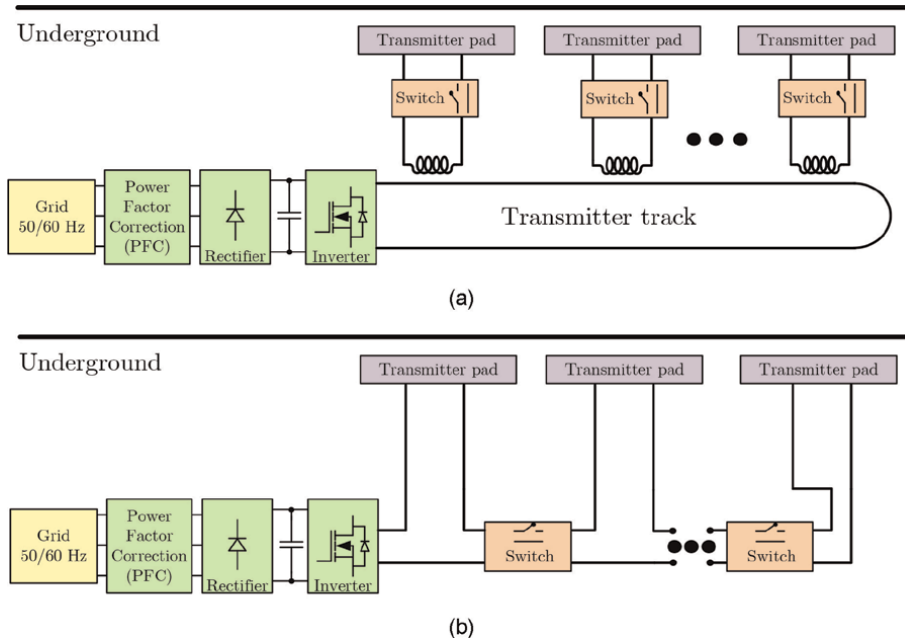 Underground
Transmitter pad
Transmitter pad
Transmitter pad
Switch
Switch
Switch
Grid
50/60 Hz
Power
Factor
Correction
(PFC)
Rectifier
Inverter
Transmitter track
(a)
Underground
Transmitter pad
Transmitter pad
Transmitter pad
Grid
50/60 Hz
Power
Factor
Correction
(PFC)
Rectifier
Inverter
Switch
Switch
(b)